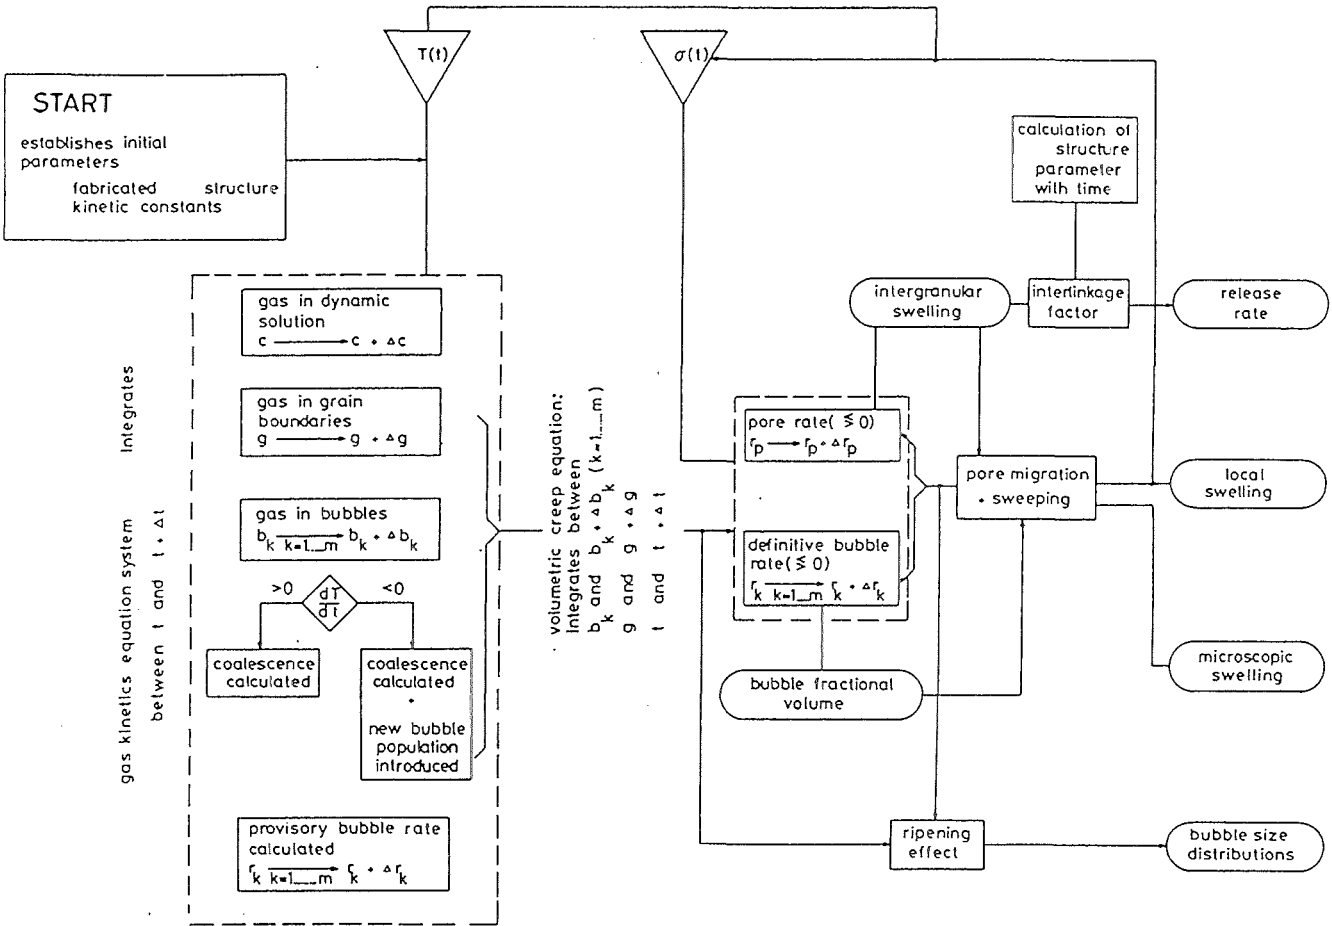 T(t)
σ(t)
START
establishes initial
parameters
fabricated structure
kinetic constants
calculation of
structure
parameter
with time
gas in dynamic
solution
c → c + Δc
gas in grain
boundaries
g → g + Δg
gas in bubbles
b_k → b_k + Δb_k
k=1...m
>0
dT
dt
<0
coalescence
calculated
coalescence
calculated
+
new bubble
population
introduced
provisory bubble rate
calculated
r_k → r_k + Δr_k
k=1...m
gas kinetics equation system Integrates
between t and t + Δt
volumetric creep equation:
Integrates between
b_k and b_k + Δb_k (k=1...m)
g and g + Δg
t and t + Δt
intergranular
swelling
interlinkage
factor
release
rate
pore rate( ≶ 0)
r_p → r_p + Δr_p
definitive bubble
rate( ≶ 0)
r_k → r_k + Δr_k
k=1...m
pore migration
+ sweeping
local
swelling
bubble fractional
volume
microscopic
swelling
ripening
effect
bubble size
distributions